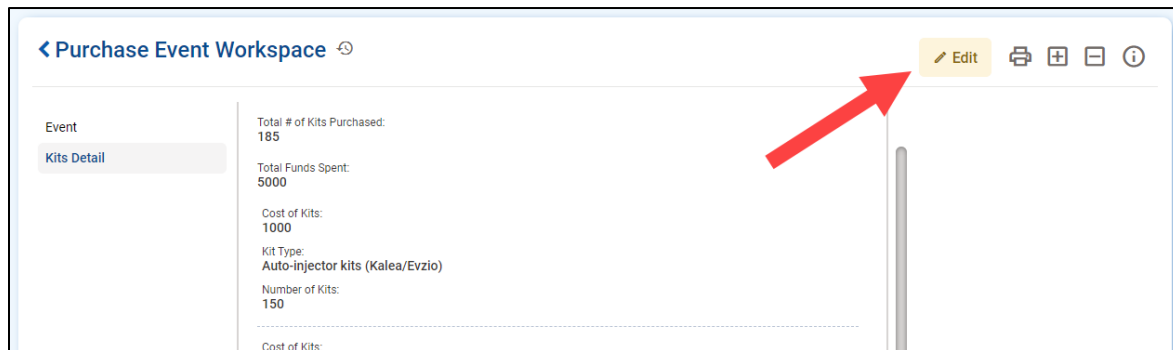 Purchase Event Workspace
Edit
Event
Kits Detail
Total # of Kits Purchased:
185
Total Funds Spent:
5000
Cost of Kits:
1000
Kit Type:
Auto-injector kits (Kalea/Evzio)
Number of Kits:
150
Cost of Kits: